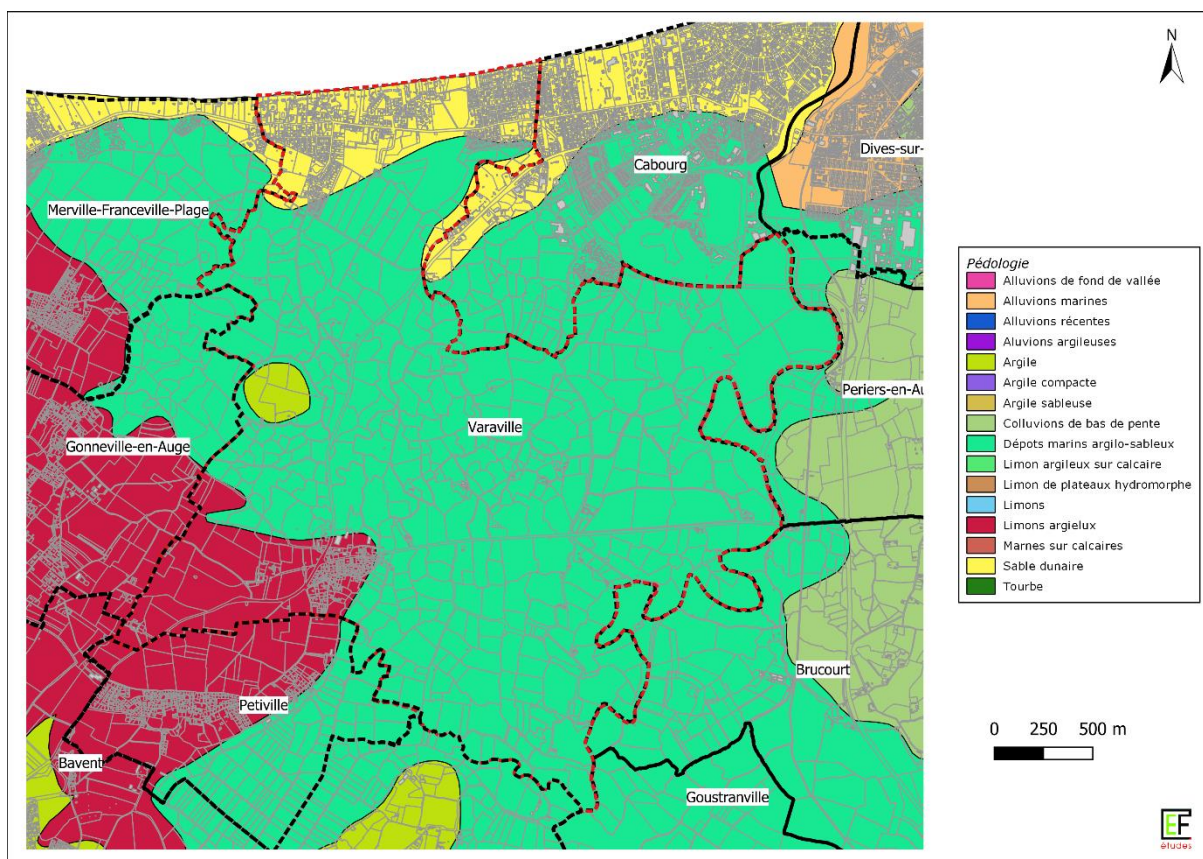 N
Cabourg
Dives-sur-
Merville-Franceville-Plage
Periers-en-Au
Varaville
Gonneville-en-Auge
Brucourt
Petiville
Bavent
Goustranville
Pédologie
Alluvions de fond de vallée
Alluvions marines
Alluvions récentes
Aluvions argileuses
Argile
Argile compacte
Argile sableuse
Colluvions de bas de pente
Dépots marins argilo-sableux
Limon argileux sur calcaire
Limon de plateaux hydromorphe
Limons
Limons argielux
Marnes sur calcaires
Sable dunaire
Tourbe
0 250 500 m
EF
études